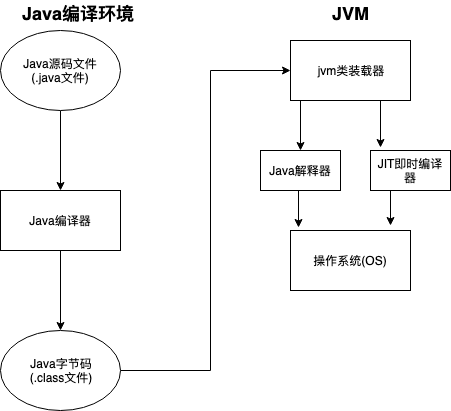 Java编译环境
Java源码文件
(.java文件)
Java编译器
Java字节码
(.class文件)
JVM
jvm类装载器
Java解释器
JIT即时编译
器
操作系统(OS)